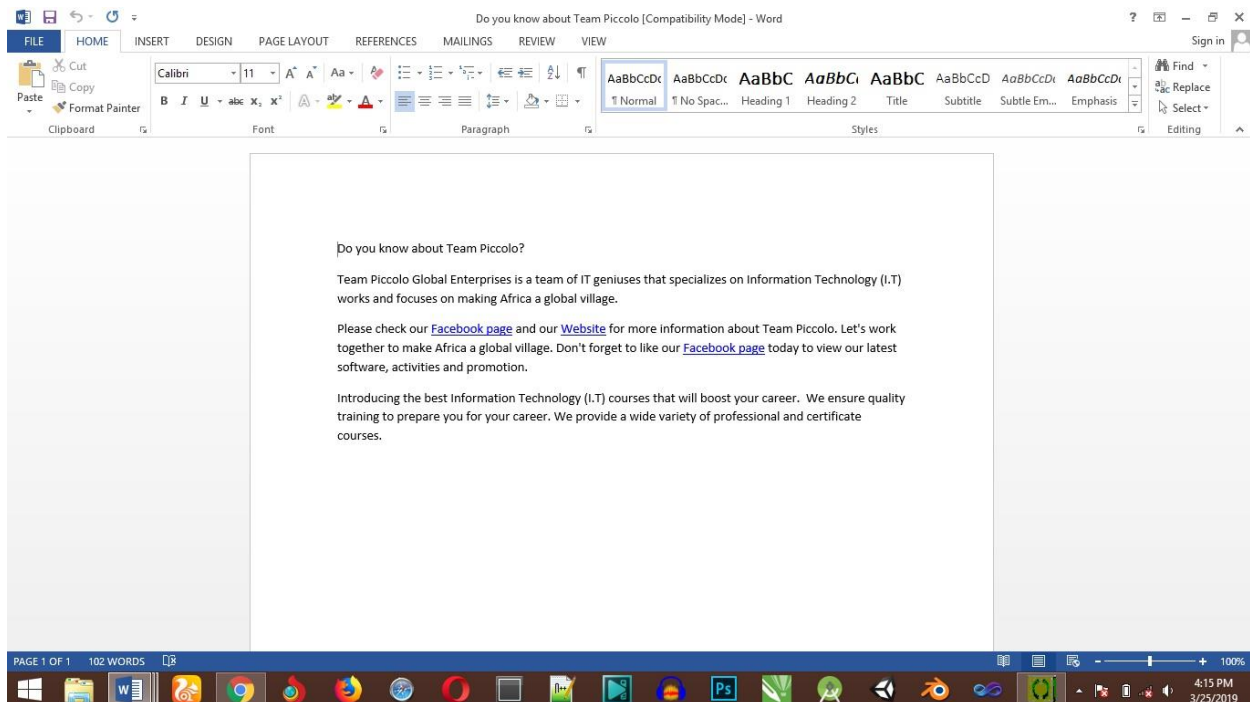 Do you know about Team Piccolo [Compatibility Mode] - Word
FILE HOME INSERT DESIGN PAGE LAYOUT REFERENCES MAILINGS REVIEW VIEW Sign in
Cut
Copy
Format Painter
Paste
Clipboard
Calibri 11
Font
Paragraph
AaBbCcDc AaBbCcDc AaBbC AaBbCc AaBbC AaBbCcD AaBbCcDc AaBbCcDc
¶ Normal ¶ No Spac... Heading 1 Heading 2 Title Subtitle Subtle Em... Emphasis
Styles
Find
Replace
Select
Editing
Do you know about Team Piccolo?
Team Piccolo Global Enterprises is a team of IT geniuses that specializes on Information Technology (I.T)
works and focuses on making Africa a global village.
Please check our Facebook page and our Website for more information about Team Piccolo. Let's work
together to make Africa a global village. Don't forget to like our Facebook page today to view our latest
software, activities and promotion.
Introducing the best Information Technology (I.T) courses that will boost your career.  We ensure quality
training to prepare you for your career. We provide a wide variety of professional and certificate
courses.
PAGE 1 OF 1 102 WORDS 100%
4:15 PM
3/25/2019